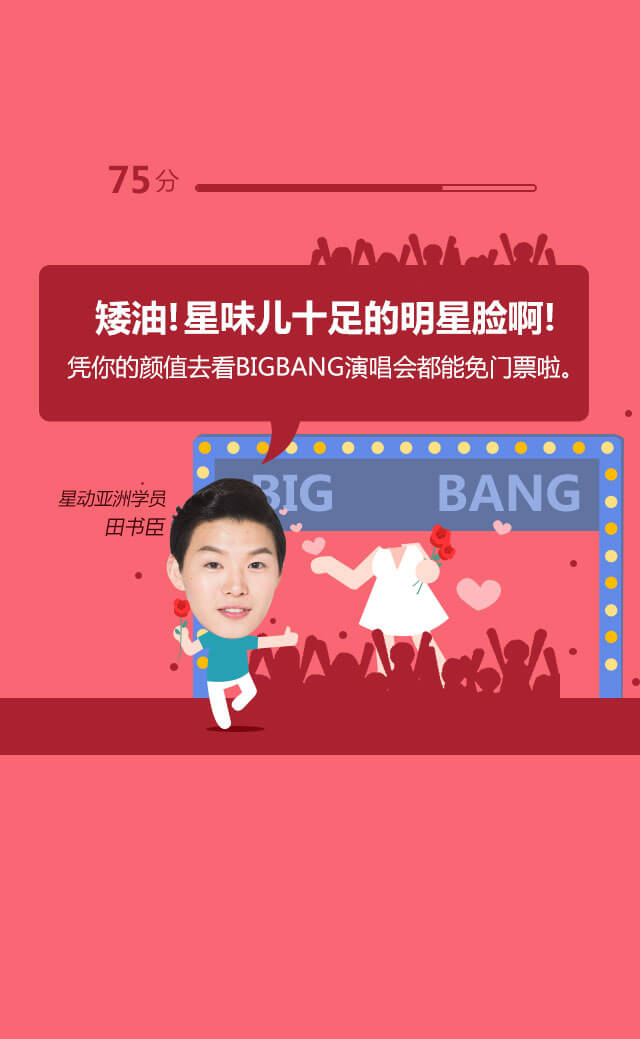 75分
矮油!星味儿十足的明星脸啊!
凭你的颜值去看BIGBANG演唱会都能免门票啦。
BIG BANG
星动亚洲学员
田书臣